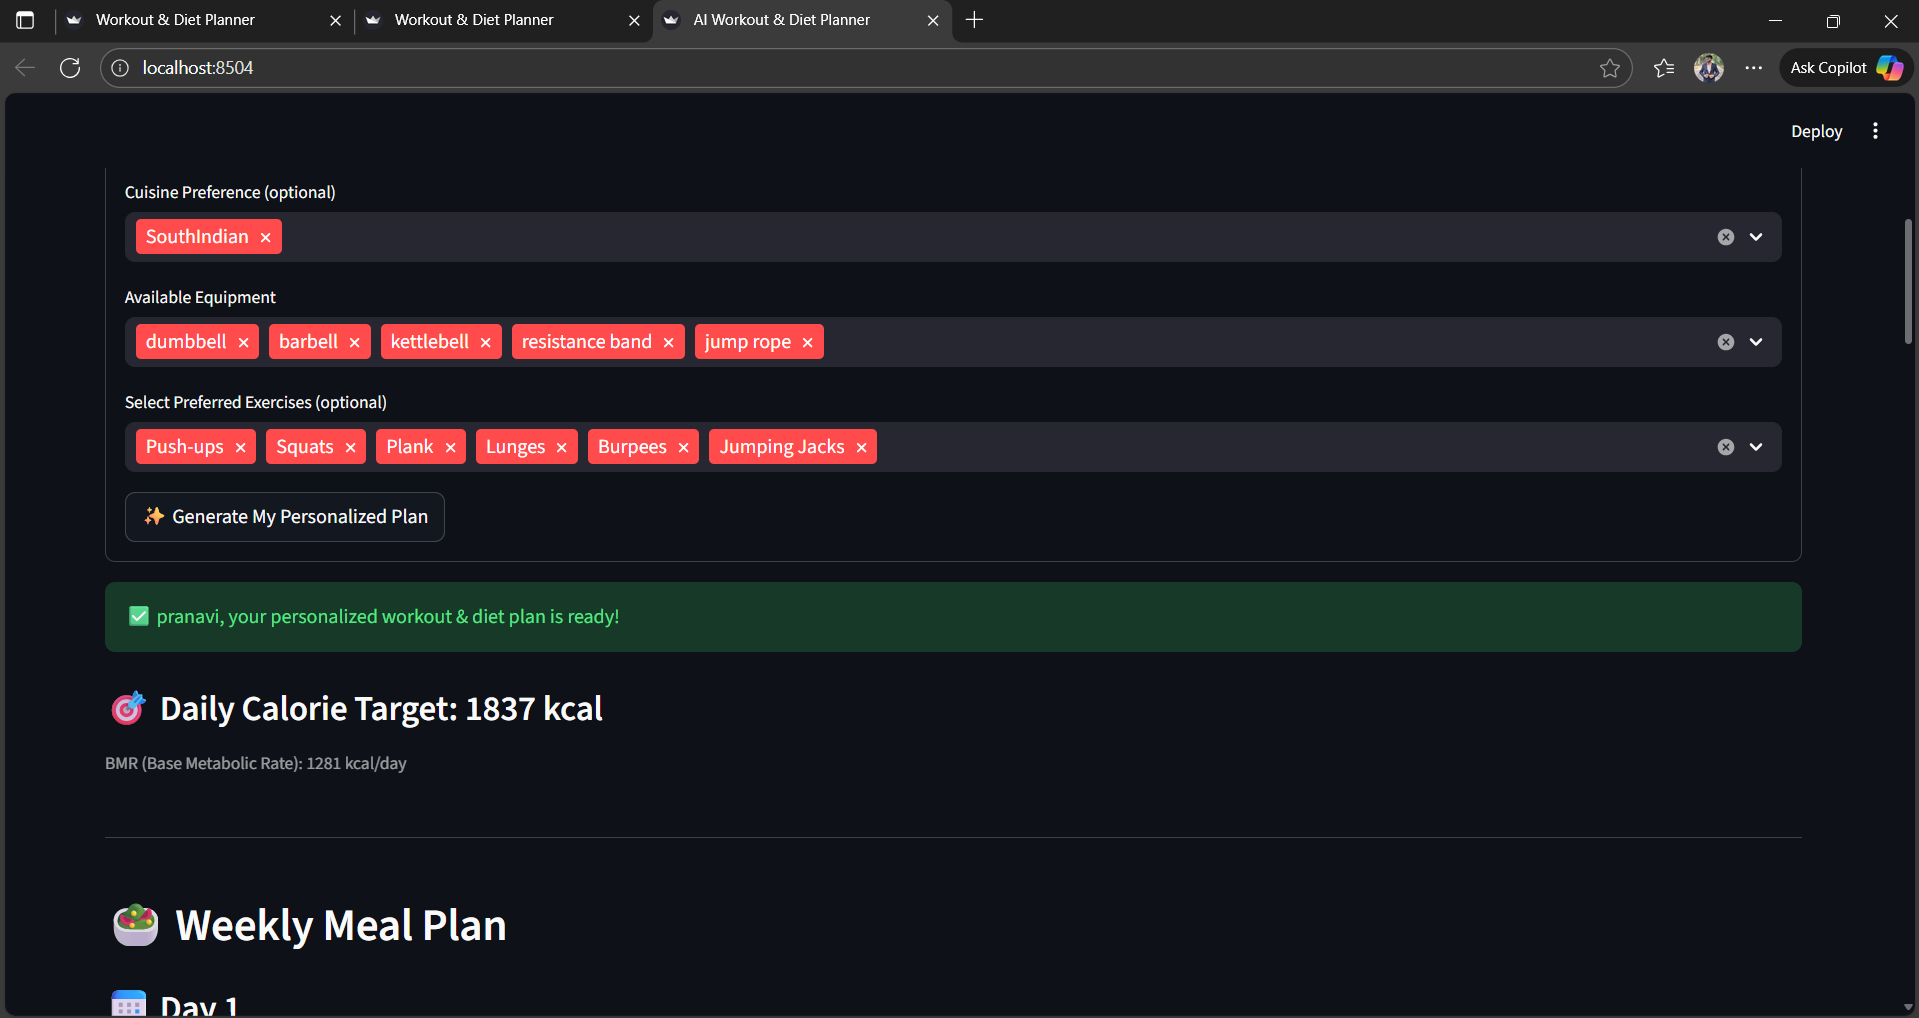 Workout & Diet Planner
Workout & Diet Planner
AI Workout & Diet Planner
localhost:8504
Ask Copilot
Deploy
Cuisine Preference (optional)
SouthIndian
Available Equipment
dumbbell barbell kettlebell resistance band jump rope
Select Preferred Exercises (optional)
Push-ups Squats Plank Lunges Burpees Jumping Jacks
✨ Generate My Personalized Plan
✅ pranavi, your personalized workout & diet plan is ready!
🎯 Daily Calorie Target: 1837 kcal
BMR (Base Metabolic Rate): 1281 kcal/day
🥗 Weekly Meal Plan
Day 1